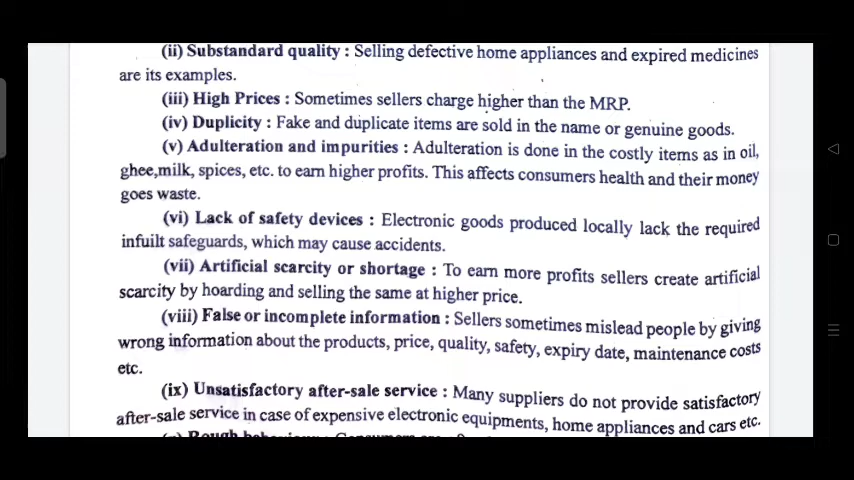 (ii) Substandard quality : Selling defective home appliances and expired medicines
are its examples.
(iii) High Prices : Sometimes sellers charge higher than the MRP.
(iv) Duplicity : Fake and duplicate items are sold in the name or genuine goods.
(v) Adulteration and impurities : Adulteration is done in the costly items as in oil,
ghee,milk, spices, etc. to earn higher profits. This affects consumers health and their money
goes waste.
(vi) Lack of safety devices : Electronic goods produced locally lack the required
infuilt safeguards, which may cause accidents.
(vii) Artificial scarcity or shortage : To earn more profits sellers create artificial
scarcity by hoarding and selling the same at higher price.
(viii) False or incomplete information : Sellers sometimes mislead people by giving
wrong information about the products, price, quality, safety, expiry date, maintenance costs
etc.
(ix) Unsatisfactory after-sale service : Many suppliers do not provide satisfactory
after-sale service in case of expensive electronic equipments, home appliances and cars etc.